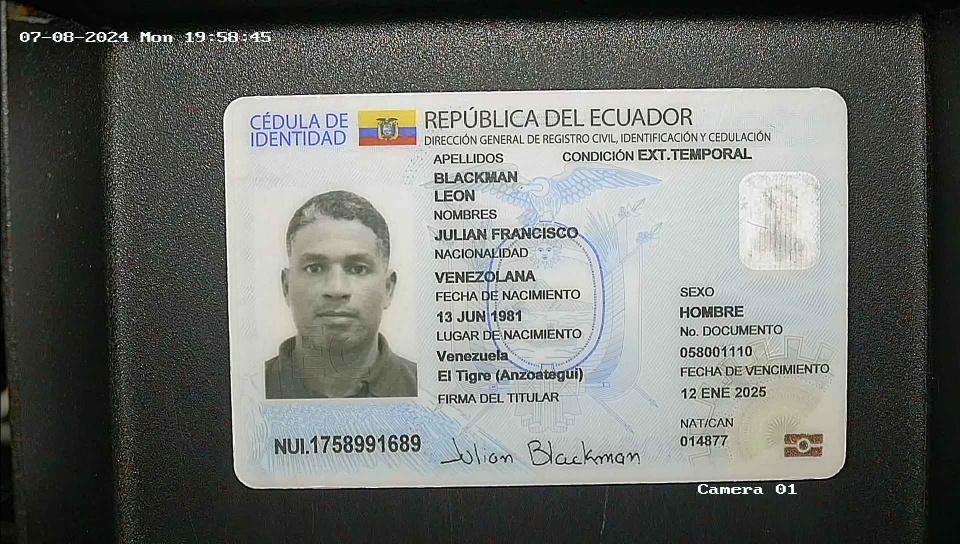 07-08-2024 Mon 19:58:45
CÉDULA DE
IDENTIDAD
REPÚBLICA DEL ECUADOR
DIRECCIÓN GENERAL DE REGISTRO CIVIL, IDENTIFICACIÓN Y CEDULACIÓN
APELLIDOS
CONDICIÓN EXT.TEMPORAL
BLACKMAN
LEON
NOMBRES
JULIAN FRANCISCO
NACIONALIDAD
VENEZOLANA
FECHA DE NACIMIENTO
13 JUN 1981
LUGAR DE NACIMIENTO
Venezuela
El Tigre (Anzoategui)
FIRMA DEL TITULAR
SEXO
HOMBRE
No. DOCUMENTO
058001110
FECHA DE VENCIMIENTO
12 ENE 2025
NAT/CAN
014877
NUI.1758991689
Julian Blackman
Camera 01